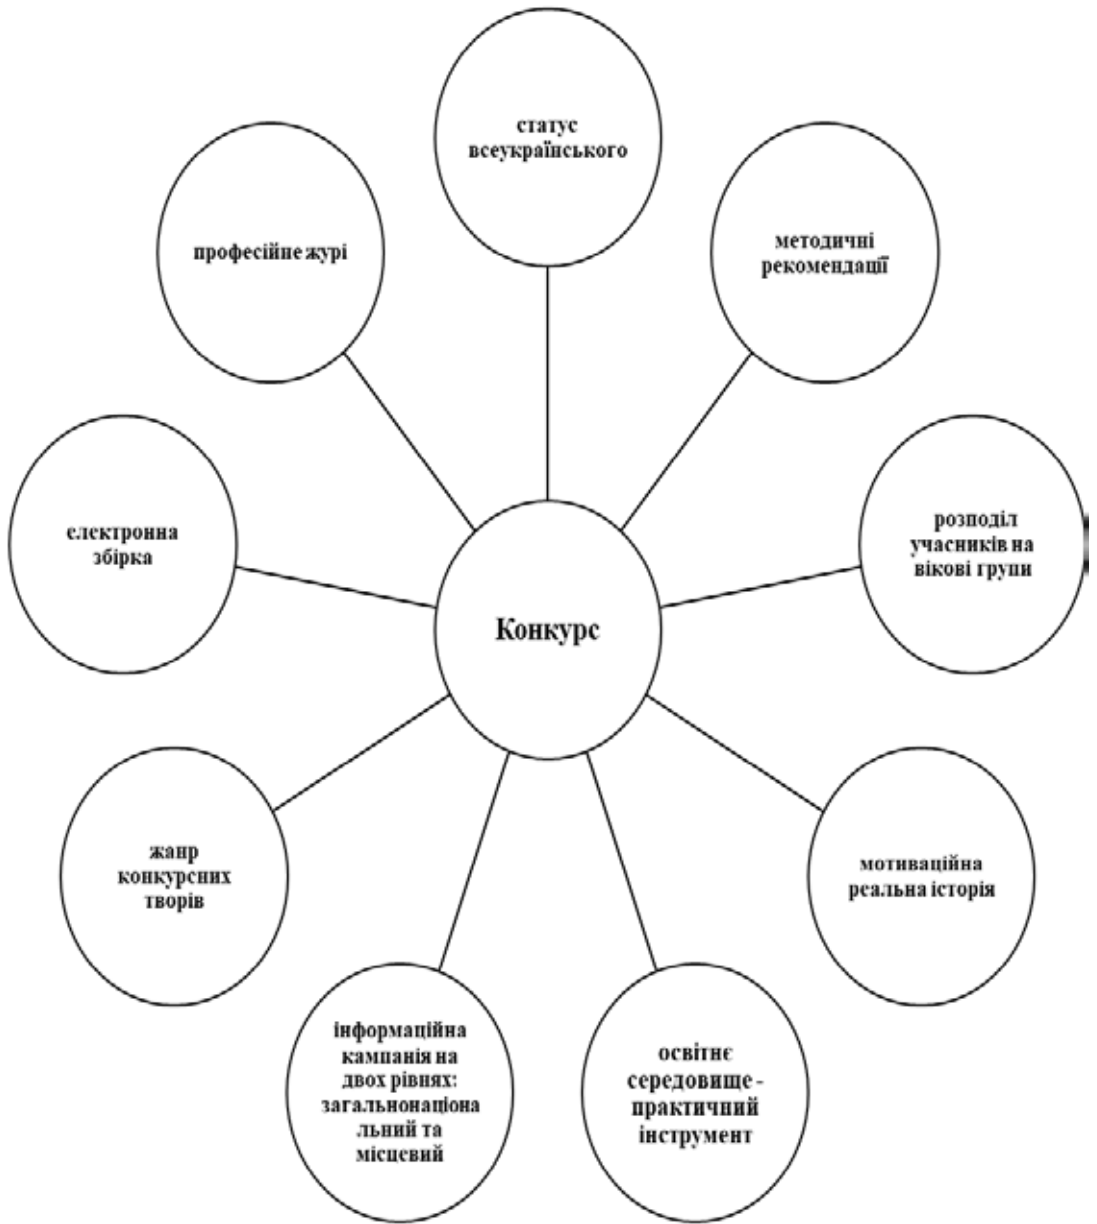 статус
всеукраїнського
професійне журі
методичні
рекомендації
електронна
збірка
розподіл
учасників на
вікові групи
Конкурс
жанр
конкурсних
творів
мотиваційна
реальна історія
інформаційна
кампанія на
двох рівнях:
загальнонаціона
льний та
місцевий
освітнє
середовище -
практичний
інструмент